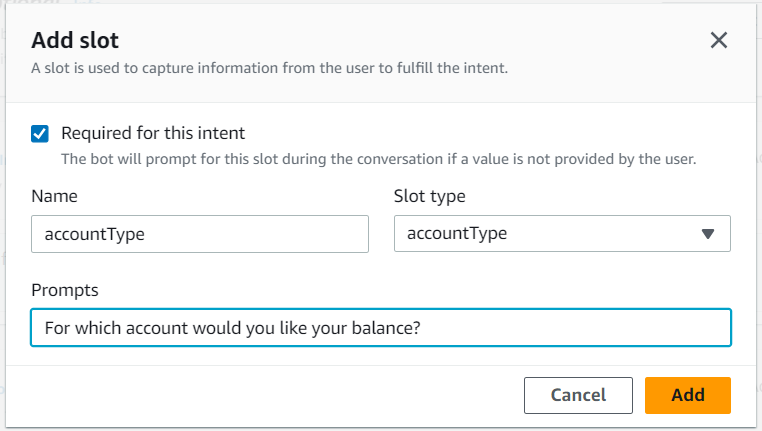 Add slot
A slot is used to capture information from the user to fulfill the intent.
Required for this intent
The bot will prompt for this slot during the conversation if a value is not provided by the user.
Name
Slot type
accountType
accountType
Prompts
For which account would you like your balance?
Cancel
Add